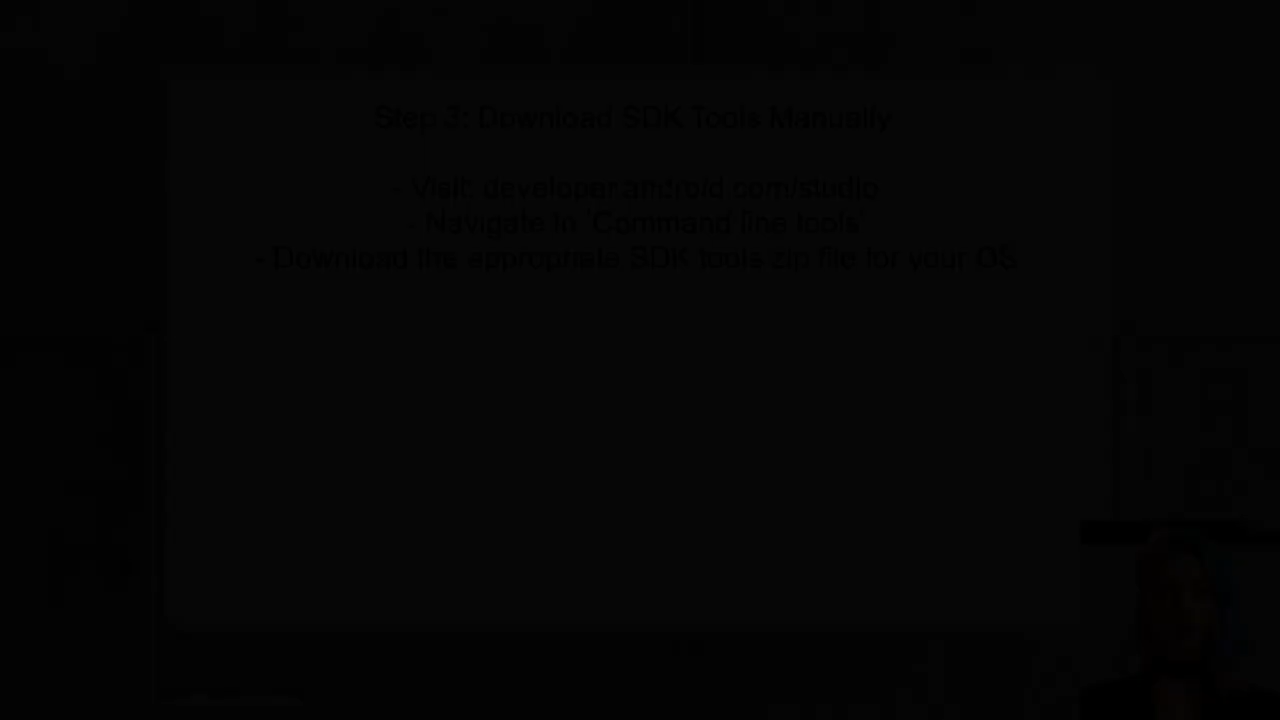 Step 3: Download SDK Tools Manually
- Visit: developer.android.com/studio
- Navigate to 'Command line tools'
- Download the appropriate SDK tools zip file for your OS